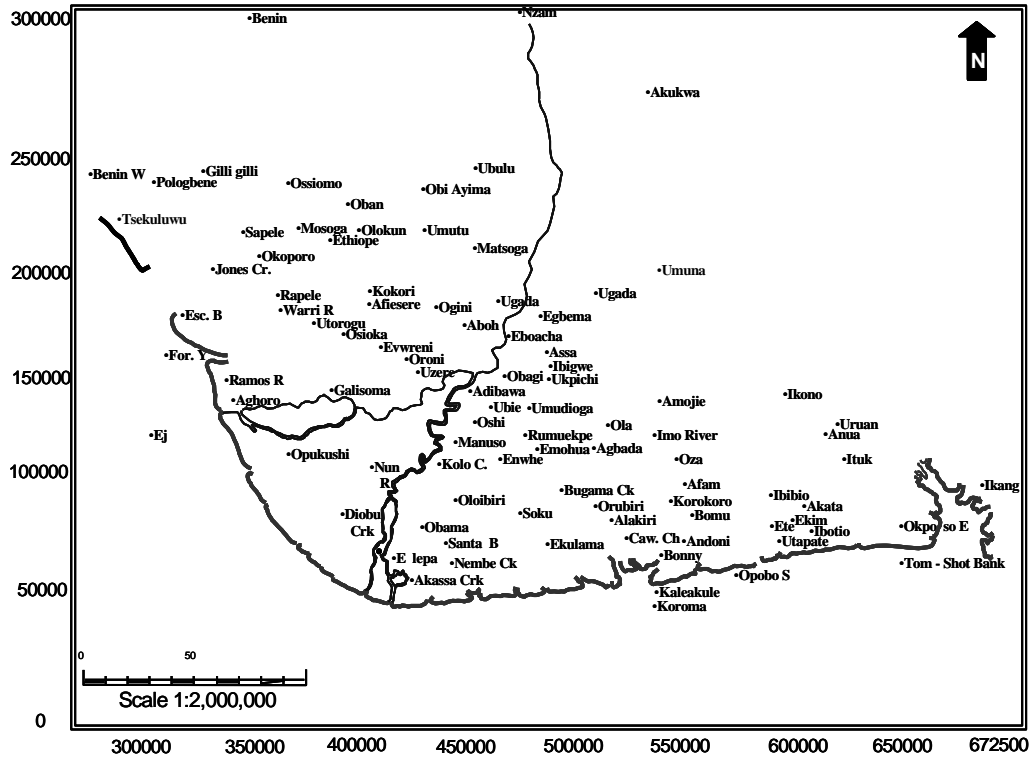 300000
•Benin
•Nzam
N
•Akukwa
250000
•Benin W
•Pologbene
•Gilli gilli
•Ossiomo
•Ubulu
•Obi Ayima
•Oban
•Tsekuluwu
•Sapele
•Mosoga
•Olokun
•Ethiope
•Umutu
•Matsoga
•Okoporo
•Jones Cr.
200000
•Umuna
•Rapele
•Kokori
•Afiesere
•Warri R
•Ogini
•Ugada
•Ugada
•Esc. B
•Utorogu
•Osioka
•Aboh
•Egbema
•Eboacha
•For. Y
•Evwreni
•Oroni
•Uzere
•Assa
•Ibigwe
•Obagi
•Ukpichi
150000
•Ramos R
•Aghoro
•Galisoma
•Adibawa
•Ubie
•Umudioga
•Amojie
•Ikono
•Oshi
•Ola
•Uruan
•Ej
•Manuso
•Rumuekpe
•Imo River
•Anua
•Emohua
•Agbada
•Opukushi
•Nun
R
•Kolo C.
•Enwhe
•Oza
•Ituk
100000
•Ikang
•Afam
•Bugama Ck
•Ibibio
•Oloibiri
•Orubiri
•Korokoro
•Akata
•Diobu
Crk
•Soku
•Alakiri
•Bomu
•Obama
•Ekim
•Ete
•Ibotio
•Okpo so E
•Santa B
•Ekulama
•Caw. Ch
•Andoni
•Utapate
•E lepa
•Nembe Ck
•Bonny
•Tom - Shot Bank
•Akassa Crk
•Opobo S
50000
•Kaleakule
•Koroma
0 50
Scale 1:2,000,000
0
300000 350000 400000 450000 500000 550000 600000 650000 672500